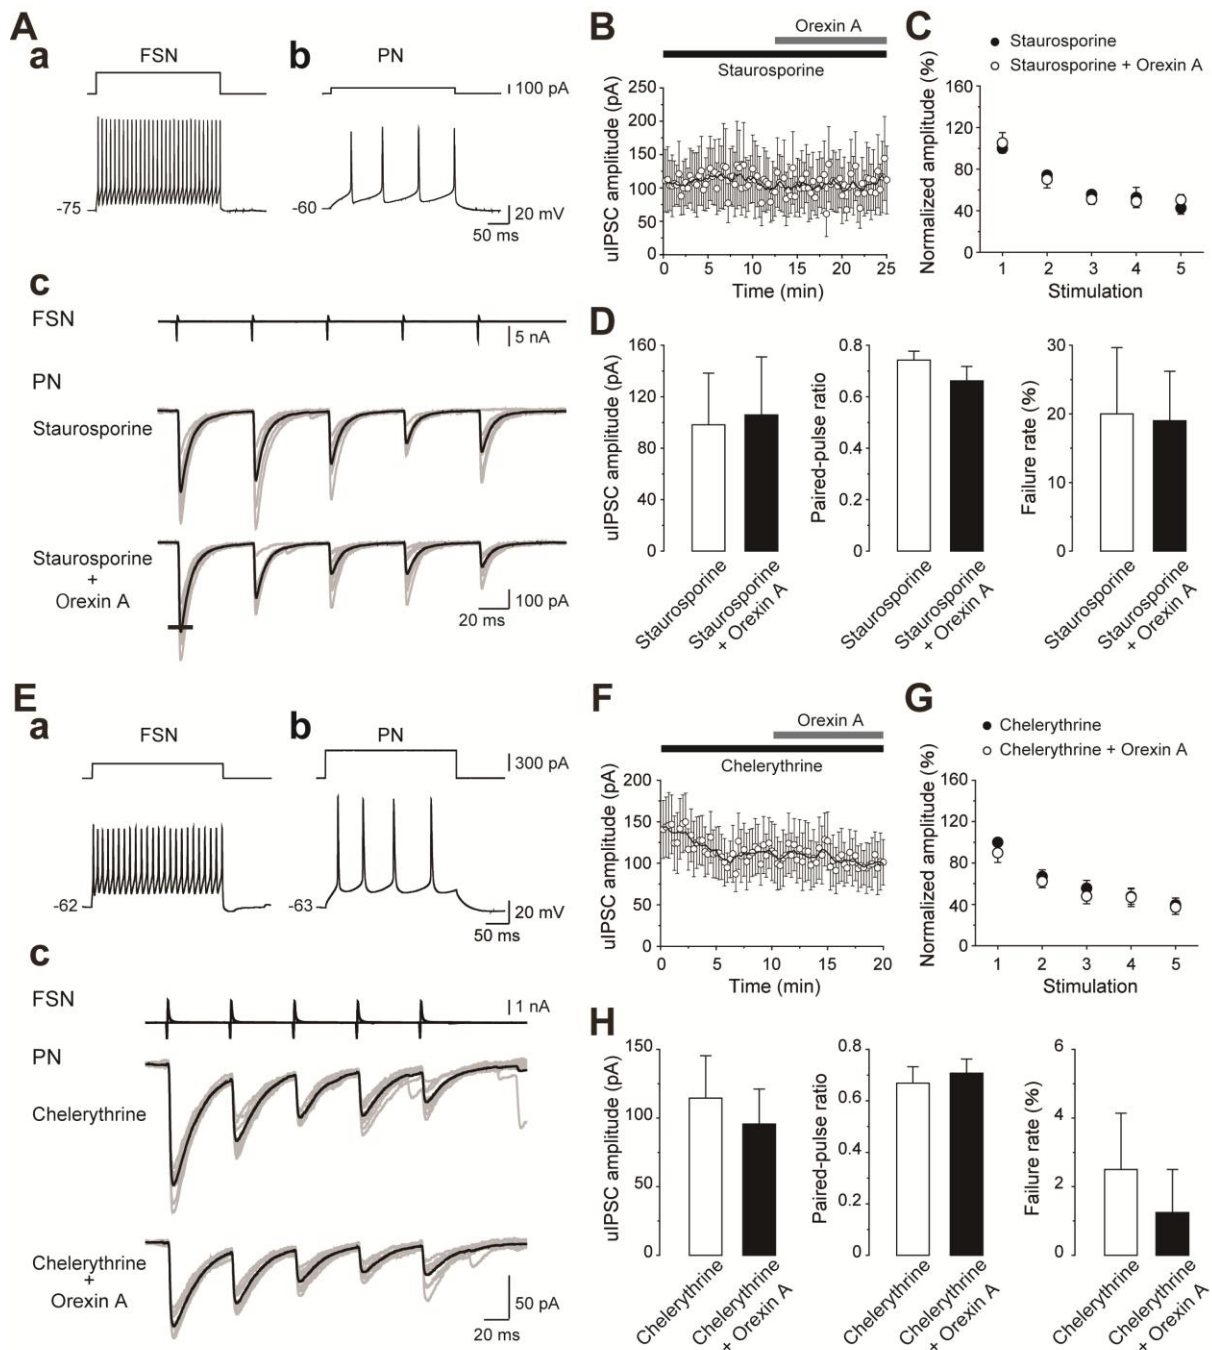 A
a
FSN
b
PN
100 pA
-75
-60
20 mV
50 ms
c
FSN
5 nA
PN
Staurosporine
Staurosporine
+
Orexin A
100 pA
20 ms
B
Orexin A
Staurosporine
uIPSC amplitude (pA)
250
200
150
100
50
0
0 5 10 15 20 25
Time (min)
C
Staurosporine
Staurosporine + Orexin A
Normalized amplitude (%)
160
120
80
40
0
1 2 3 4 5
Stimulation
D
uIPSC amplitude (pA)
160
120
80
40
0
Staurosporine
Staurosporine
+ Orexin A
Paired-pulse ratio
0.8
0.6
0.4
0.2
0
Staurosporine
Staurosporine
+ Orexin A
Failure rate (%)
30
20
10
0
Staurosporine
Staurosporine
+ Orexin A
E
a
FSN
b
PN
300 pA
-62
-63
20 mV
50 ms
c
FSN
1 nA
PN
Chelerythrine
Chelerythrine
+
Orexin A
50 pA
20 ms
F
Orexin A
Chelerythrine
uIPSC amplitude (pA)
200
150
100
50
0
0 5 10 15 20
Time (min)
G
Chelerythrine
Chelerythrine + Orexin A
Normalized amplitude (%)
160
120
80
40
0
1 2 3 4 5
Stimulation
H
uIPSC amplitude (pA)
150
100
50
0
Chelerythrine
Chelerythrine
+ Orexin A
Paired-pulse ratio
0.8
0.6
0.4
0.2
0
Chelerythrine
Chelerythrine
+ Orexin A
Failure rate (%)
6
4
2
0
Chelerythrine
Chelerythrine
+ Orexin A